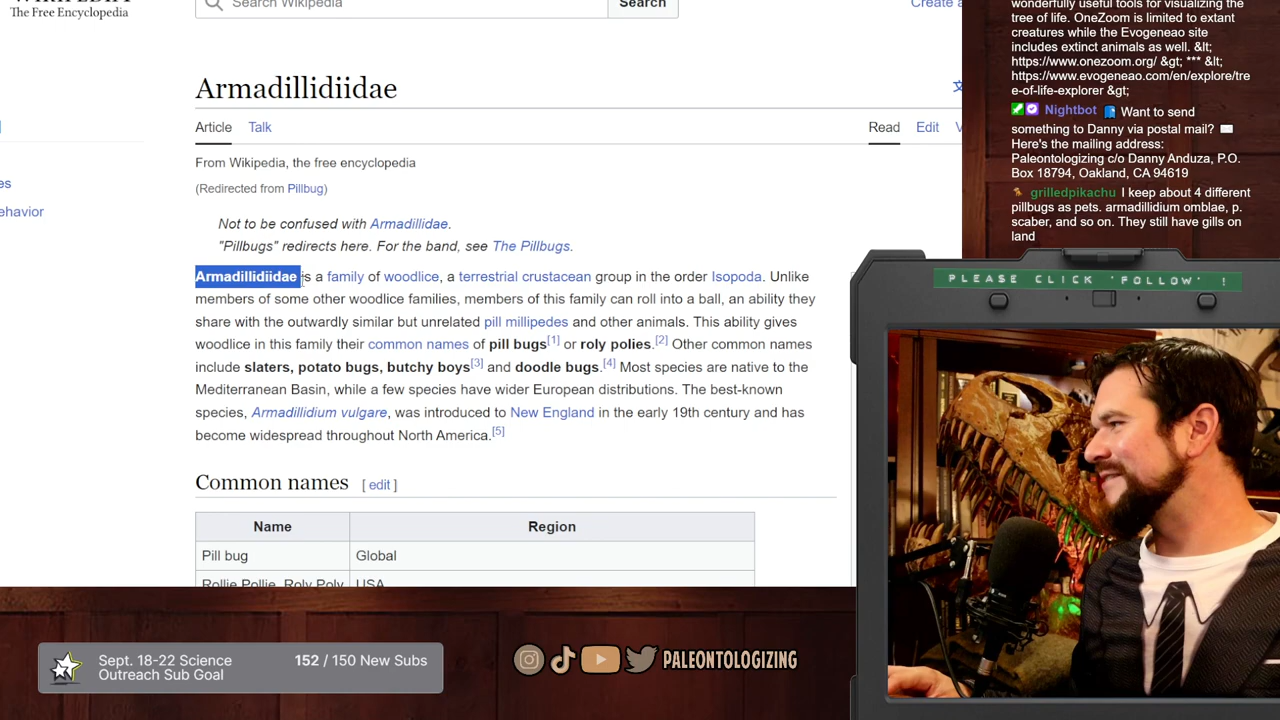 The Free Encyclopedia
Search Wikipedia
Search
Create a
Armadillidiidae
Article Talk
Read Edit
From Wikipedia, the free encyclopedia
(Redirected from Pillbug)
Not to be confused with Armadillidae.
"Pillbugs" redirects here. For the band, see The Pillbugs.
Armadillidiidae is a family of woodlice, a terrestrial crustacean group in the order Isopoda. Unlike
members of some other woodlice families, members of this family can roll into a ball, an ability they
share with the outwardly similar but unrelated pill millipedes and other animals. This ability gives
woodlice in this family their common names of pill bugs[1] or roly polies.[2] Other common names
include slaters, potato bugs, butchy boys[3] and doodle bugs.[4] Most species are native to the
Mediterranean Basin, while a few species have wider European distributions. The best-known
species, Armadillidium vulgare, was introduced to New England in the early 19th century and has
become widespread throughout North America.[5]
Common names [ edit ]
Name Region
Pill bug Global
Rollie Pollie, Roly Poly USA
es
ehavior
wonderfully useful tools for visualizing the
tree of life. OneZoom is limited to extant
creatures while the Evogeneao site
includes extinct animals as well. &lt;
https://www.onezoom.org/ &gt; *** &lt;
https://www.evogeneao.com/en/explore/tre
e-of-life-explorer &gt;
Nightbot 📘 Want to send
something to Danny via postal mail? ✉️
Here's the mailing address:
Paleontologizing c/o Danny Anduza, P.O.
Box 18794, Oakland, CA 94619
grilledpikachu I keep about 4 different
pillbugs as pets. armadillidium omblae, p.
scaber, and so on. They still have gills on
land
PLEASE CLICK 'FOLLOW' !
Sept. 18-22 Science
Outreach Sub Goal
152 / 150 New Subs
PALEONTOLOGIZING